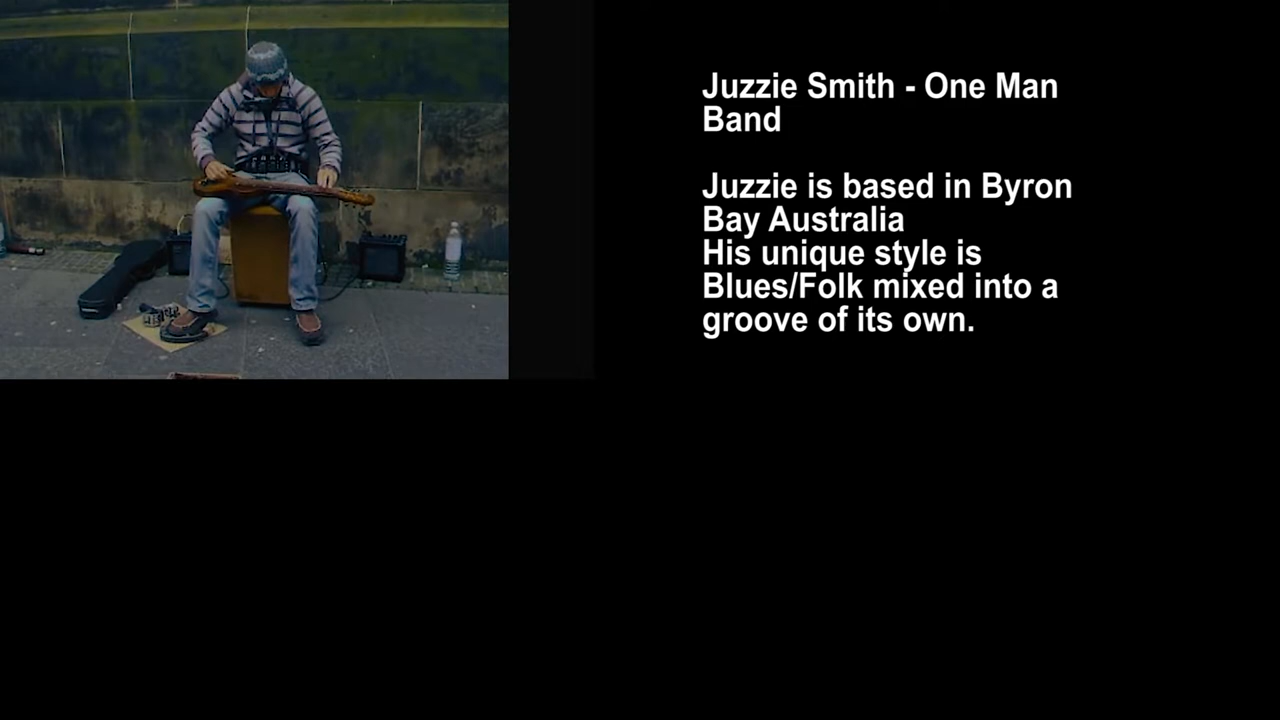 Juzzie Smith - One Man
Band
Juzzie is based in Byron
Bay Australia
His unique style is
Blues/Folk mixed into a
groove of its own.